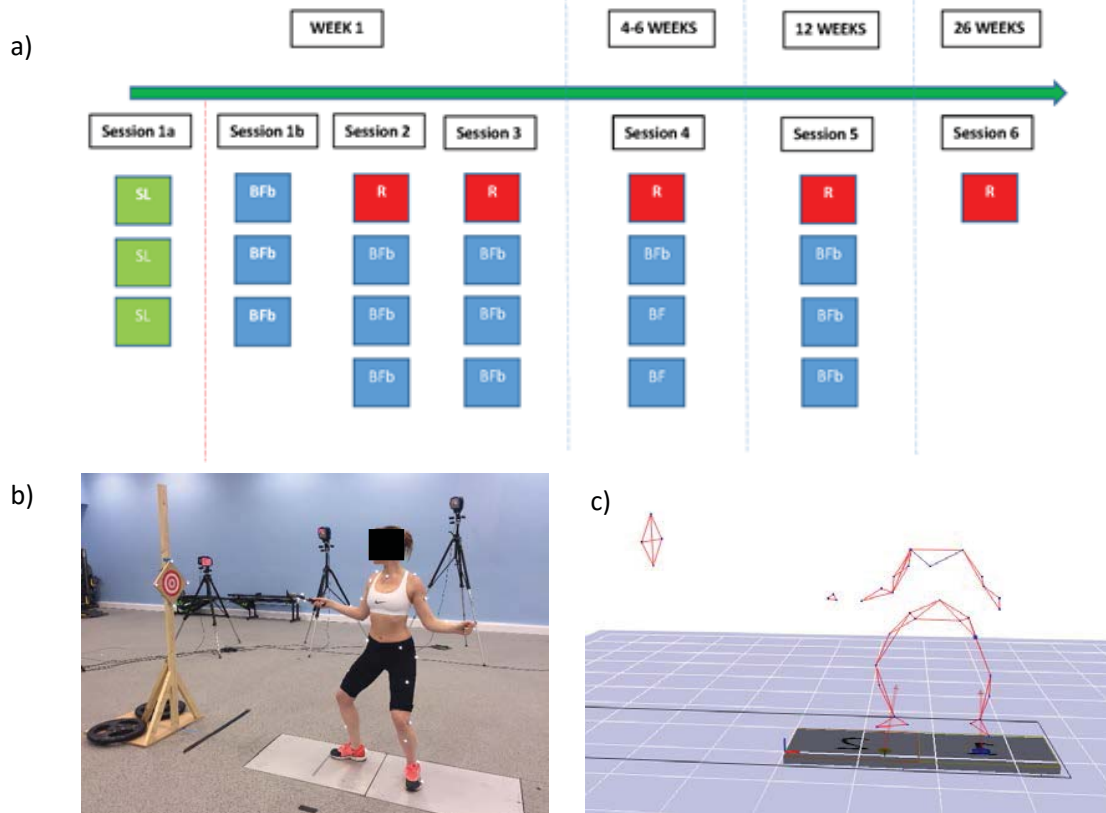 a)
WEEK 1 4-6 WEEKS 12 WEEKS 26 WEEKS
Session 1a Session 1b Session 2 Session 3 Session 4 Session 5 Session 6
SL BFb R R R R R
SL BFb BFb BFb BFb BFb
SL BFb BFb BFb BF BFb
BFb BFb BF BFb
b)
c)